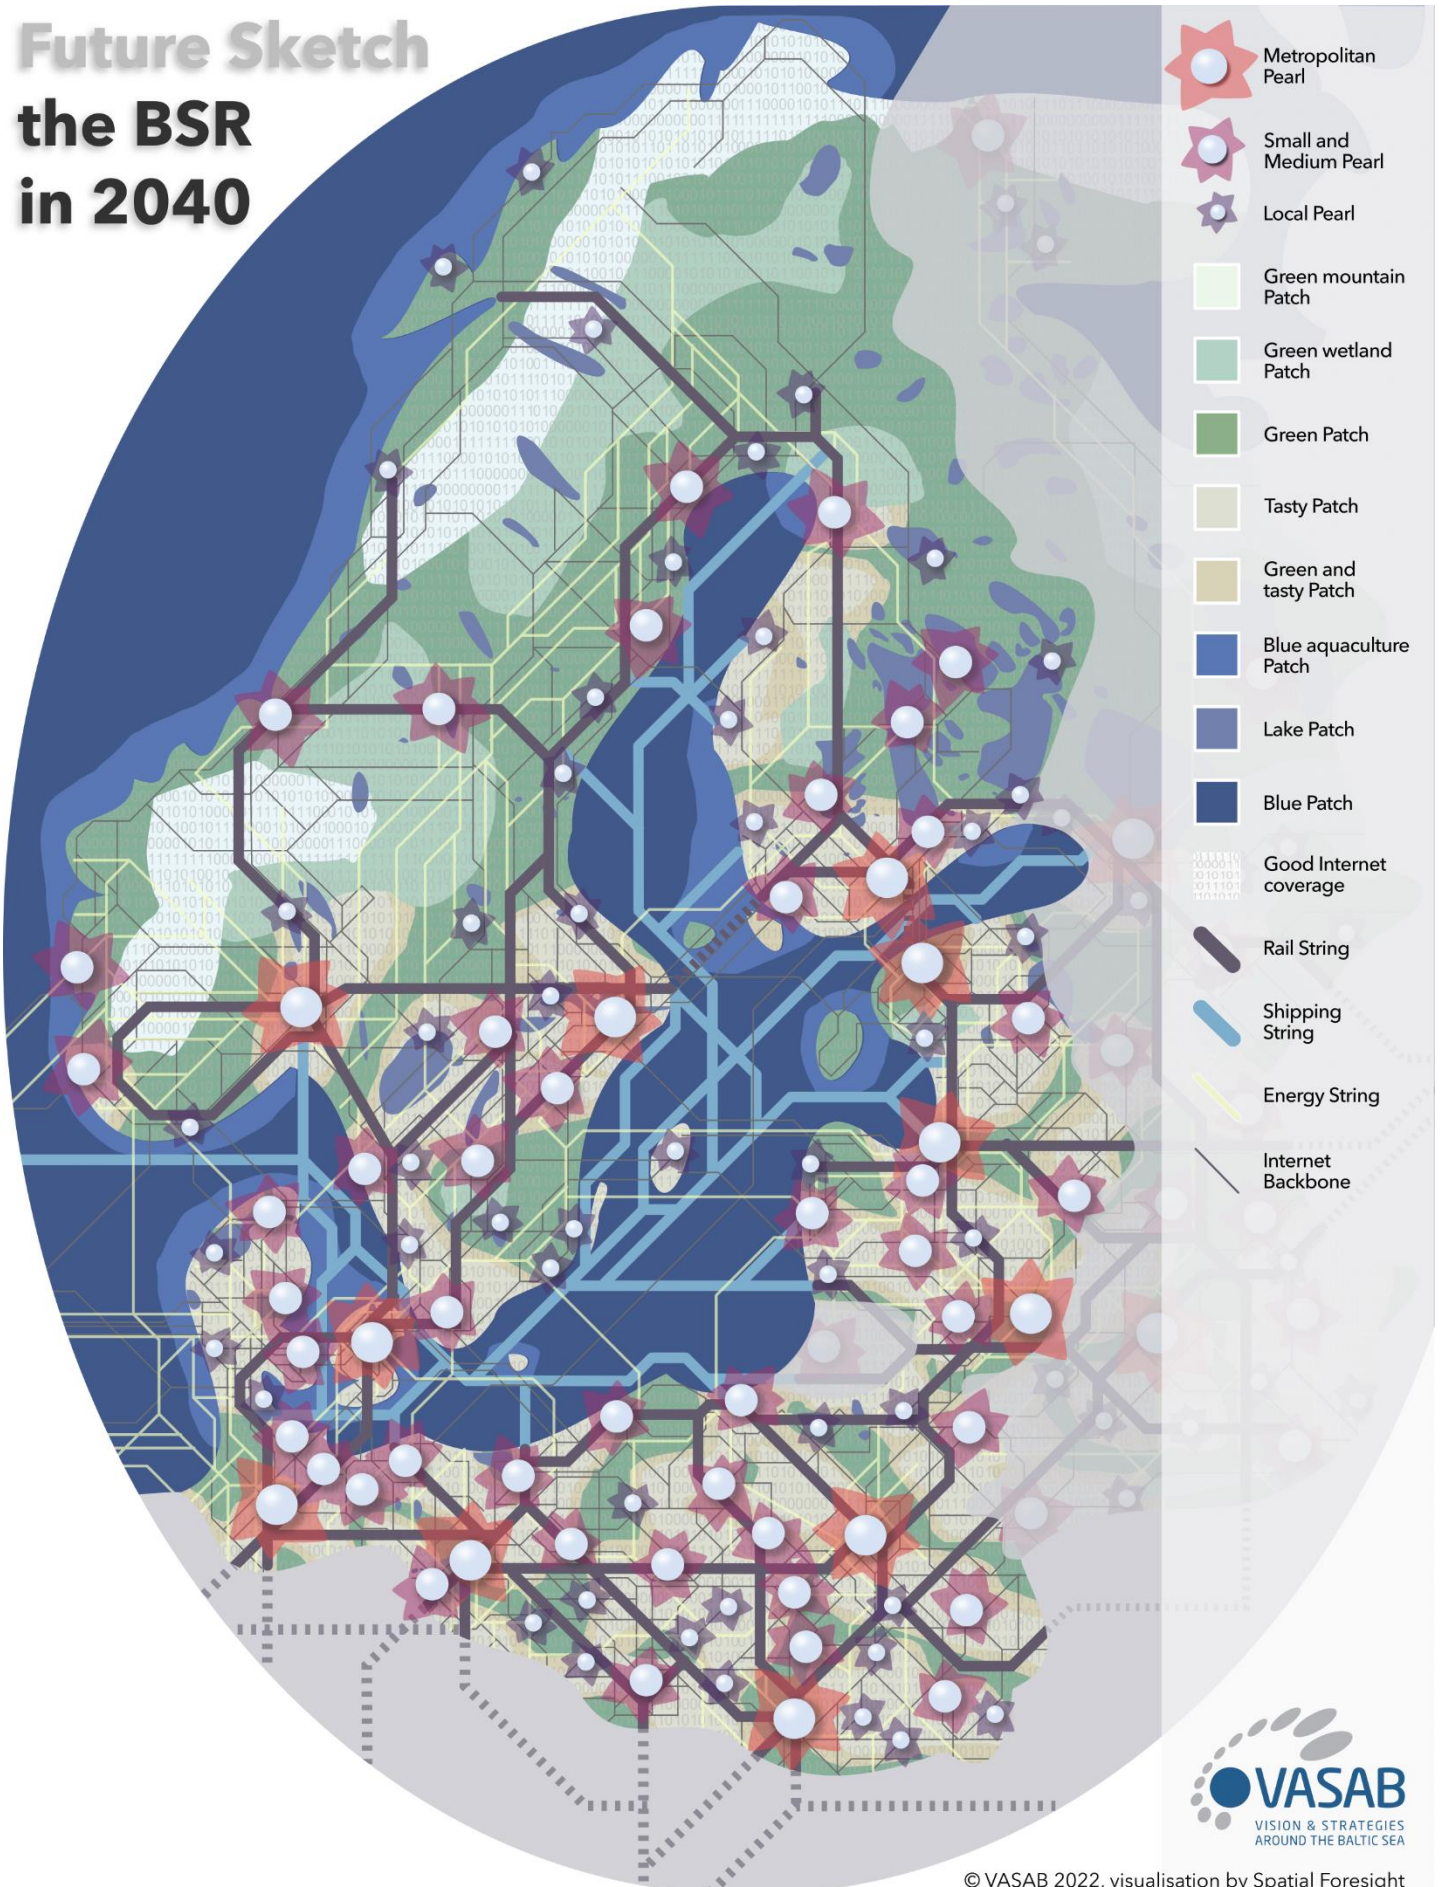 Future Sketch
the BSR
in 2040
Metropolitan
Pearl
Small and
Medium Pearl
Local Pearl
Green mountain
Patch
Green wetland
Patch
Green Patch
Tasty Patch
Green and
tasty Patch
Blue aquaculture
Patch
Lake Patch
Blue Patch
Good Internet
coverage
Rail String
Shipping
String
Energy String
Internet
Backbone
VASAB
VISION & STRATEGIES
AROUND THE BALTIC SEA
© VASAB 2022, visualisation by Spatial Foresight